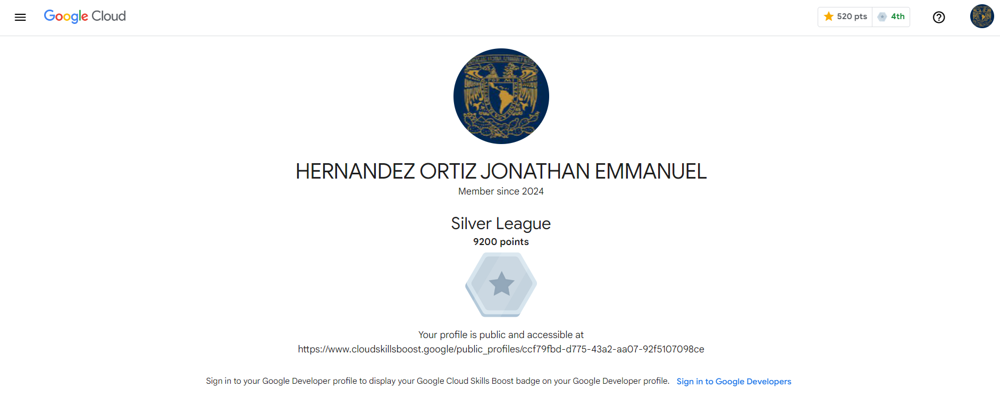 Google Cloud
520 pts
4th
HERNANDEZ ORTIZ JONATHAN EMMANUEL
Member since 2024
Silver League
9200 points
Your profile is public and accessible at
https://www.cloudskillsboost.google/public_profiles/ccf79fbd-d775-43a2-aa07-92f5107098ce
Sign in to your Google Developer profile to display your Google Cloud Skills Boost badge on your Google Developer profile. Sign in to Google Developers